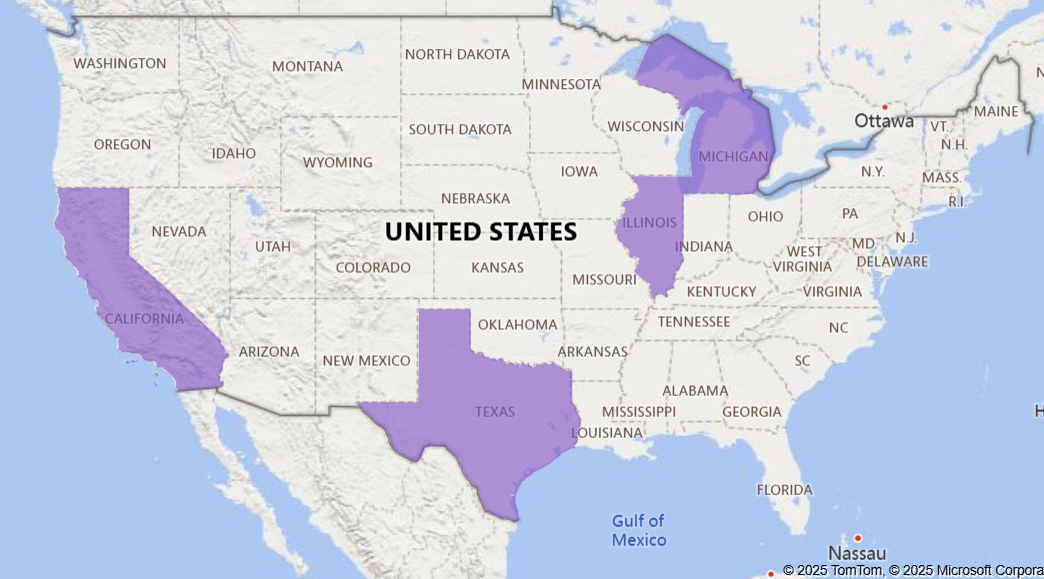 WASHINGTON
MONTANA
NORTH DAKOTA
MINNESOTA
Ottawa
MAINE
N
OREGON
IDAHO
WYOMING
SOUTH DAKOTA
WISCONSIN
MICHIGAN
VT.
N.H.
IOWA
N.Y.
MASS.
NEBRASKA
R.I.
NEVADA
UTAH
UNITED STATES
ILLINOIS
INDIANA
OHIO
PA
N.J.
COLORADO
KANSAS
MISSOURI
WEST
VIRGINIA
MD
DELAWARE
KENTUCKY
VIRGINIA
CALIFORNIA
OKLAHOMA
TENNESSEE
NC
ARIZONA
NEW MEXICO
ARKANSAS
SC
TEXAS
ALABAMA
MISSISSIPPI
GEORGIA
H
LOUISIANA
FLORIDA
Gulf of
Mexico
Nassau
© 2025 TomTom, © 2025 Microsoft Corpora